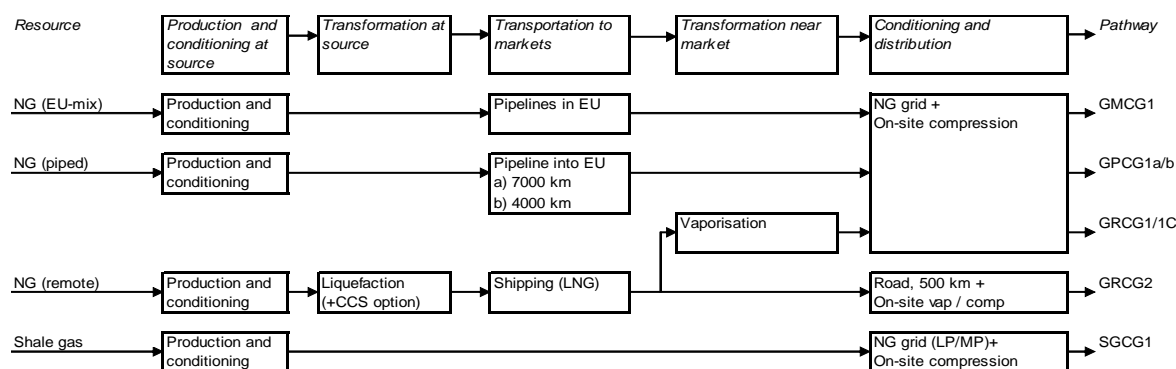 Resource
Production and
conditioning at
source
Transformation at
source
Transportation to
markets
Transformation near
market
Conditioning and
distribution
Pathway
NG (EU-mix)
Production and
conditioning
Pipelines in EU
NG grid +
On-site compression
GMCG1
NG (piped)
Production and
conditioning
Pipeline into EU
a) 7000 km
b) 4000 km
GPCG1a/b
Vaporisation
GRCG1/1C
NG (remote)
Production and
conditioning
Liquefaction
(+CCS option)
Shipping (LNG)
Road, 500 km +
On-site vap / comp
GRCG2
Shale gas
Production and
conditioning
NG grid (LP/MP)+
On-site compression
SGCG1